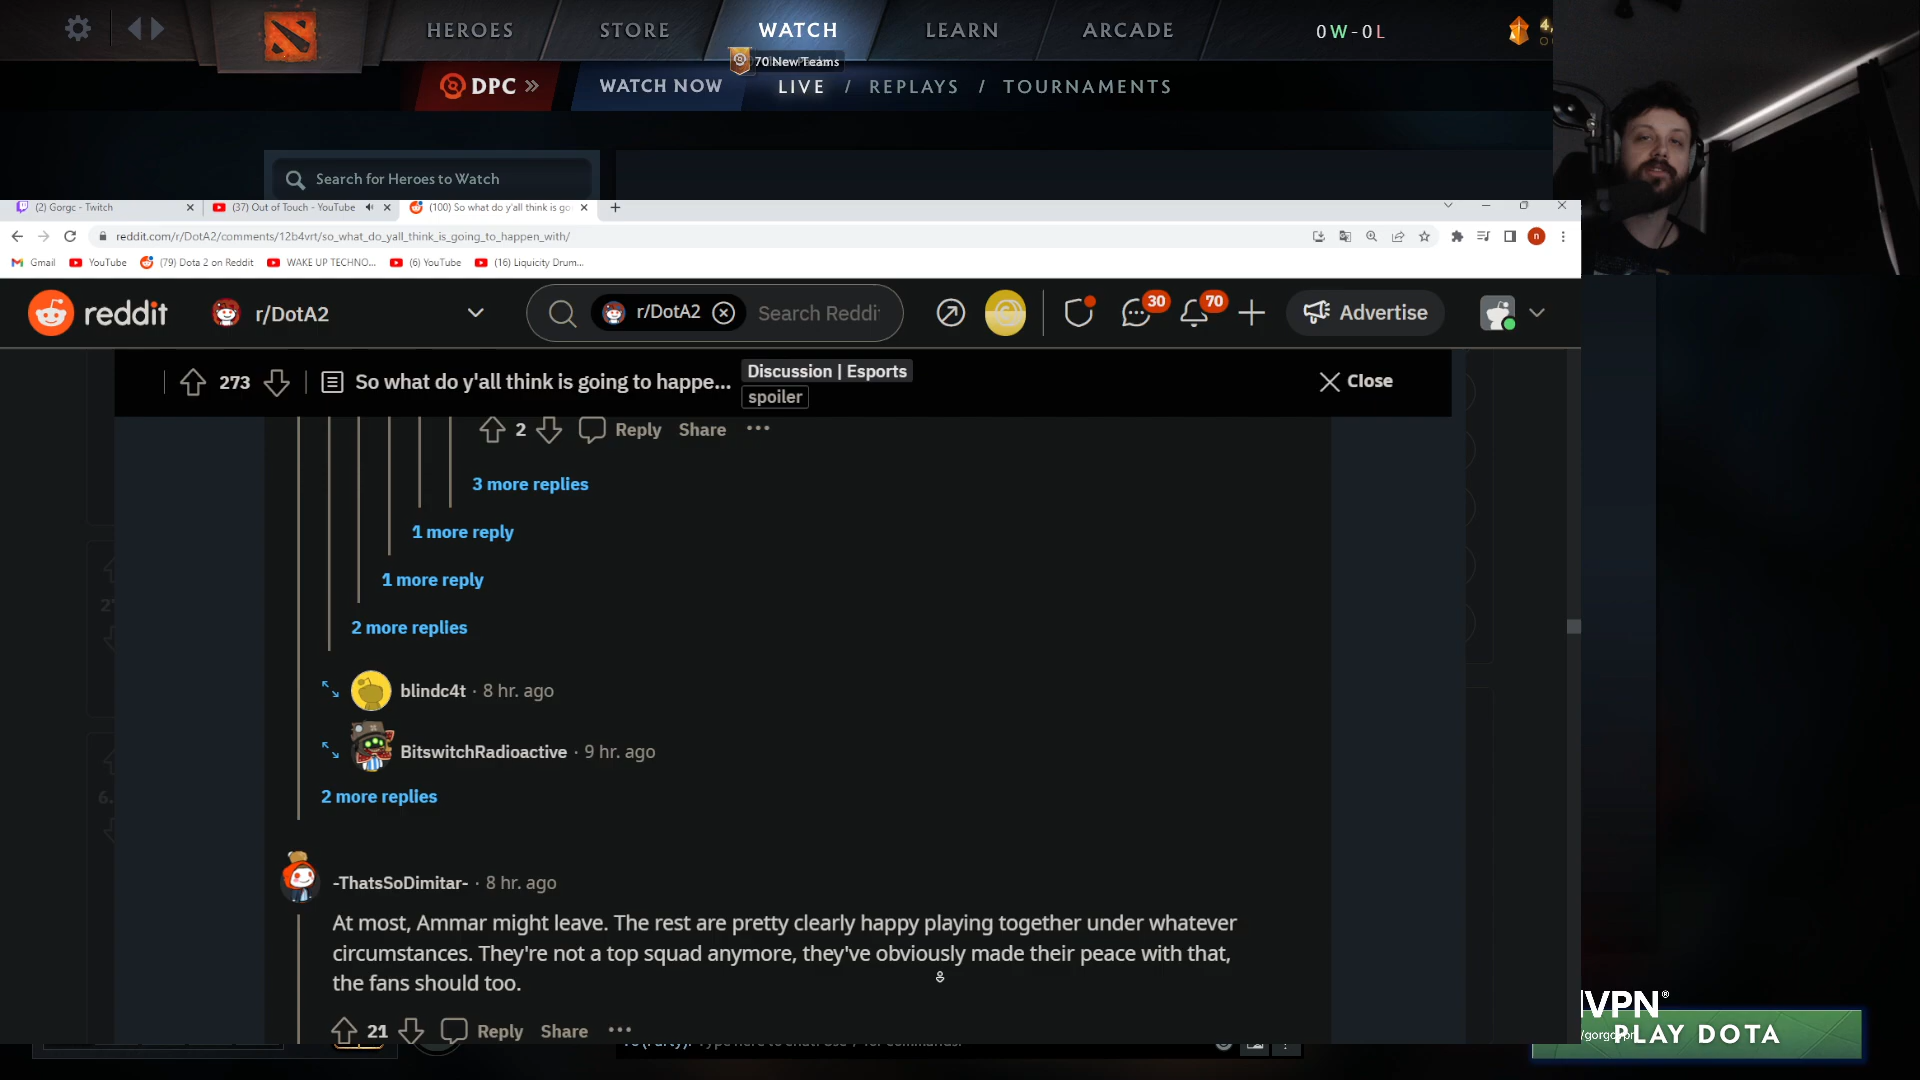 HEROES
STORE
WATCH
LEARN
ARCADE
0 W - 0 L
4,
70 New Teams
DPC
WATCH NOW
LIVE / REPLAYS / TOURNAMENTS
Search for Heroes to Watch
(2) Gorgc - Twitch
(37) Out of Touch - YouTube
(100) So what do y'all think is go
reddit.com/r/DotA2/comments/12b4vrt/so_what_do_yall_think_is_going_to_happen_with/
Gmail
YouTube
(79) Dota 2 on Reddit
WAKE UP TECHNO...
(6) YouTube
(16) Liquicity Drum...
reddit
r/DotA2
r/DotA2
Search Reddi
30
70
Advertise
273
So what do y'all think is going to happe...
Discussion | Esports
spoiler
Close
2
Reply
Share
3 more replies
1 more reply
1 more reply
2 more replies
blindc4t · 8 hr. ago
BitswitchRadioactive · 9 hr. ago
2 more replies
-ThatsSoDimitar- · 8 hr. ago
At most, Ammar might leave. The rest are pretty clearly happy playing together under whatever
circumstances. They're not a top squad anymore, they've obviously made their peace with that,
the fans should too.
21
Reply
Share
VPN®
PLAY DOTA